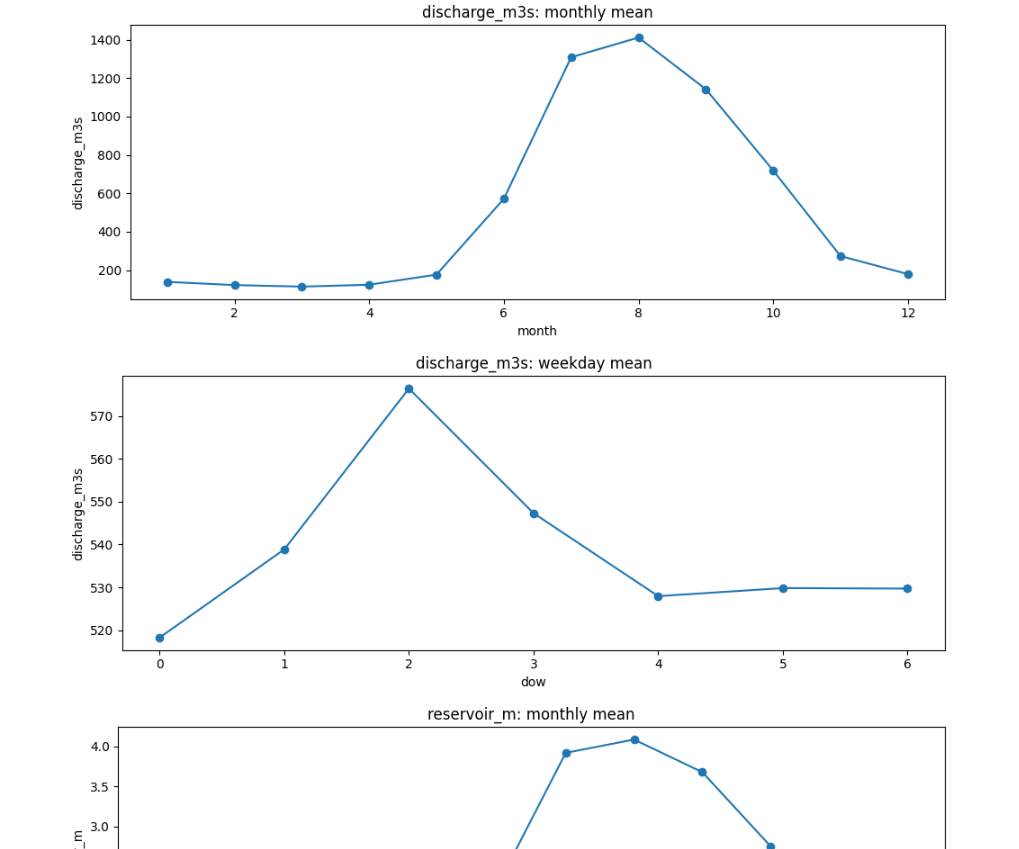 discharge_m3s: monthly mean
1400
1200
1000
800
600
400
200
discharge_m3s
2 4 6 8 10 12
month
discharge_m3s: weekday mean
570
560
550
540
530
520
discharge_m3s
0 1 2 3 4 5 6
dow
reservoir_m: monthly mean
4.0
3.5
3.0
_m